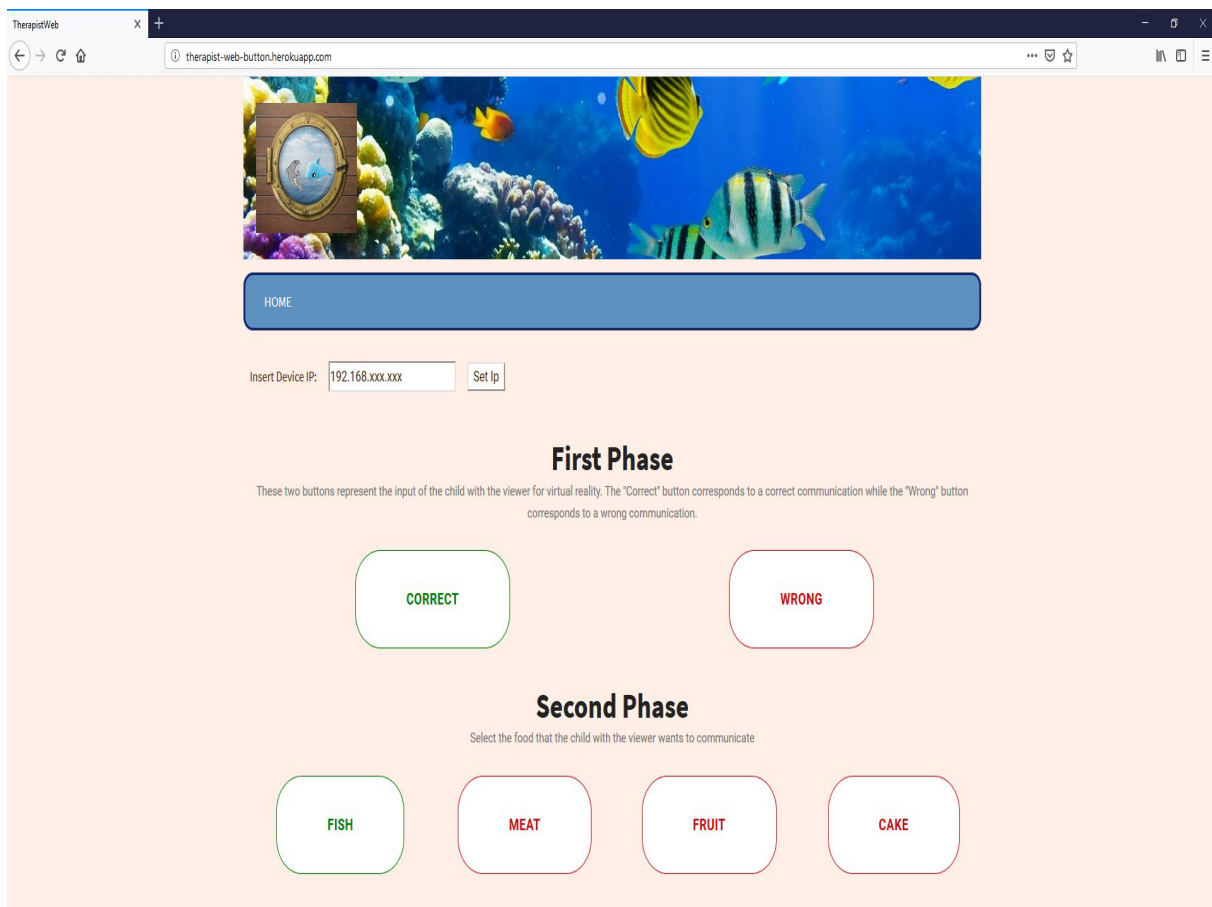 TherapistWeb
therapist-web-button.herokuapp.com
HOME
Insert Device IP: 192.168.xxx.xxx Set Ip
First Phase
These two buttons represent the input of the child with the viewer for virtual reality. The "Correct" button corresponds to a correct communication while the "Wrong" button
corresponds to a wrong communication.
CORRECT WRONG
Second Phase
Select the food that the child with the viewer wants to communicate
FISH MEAT FRUIT CAKE